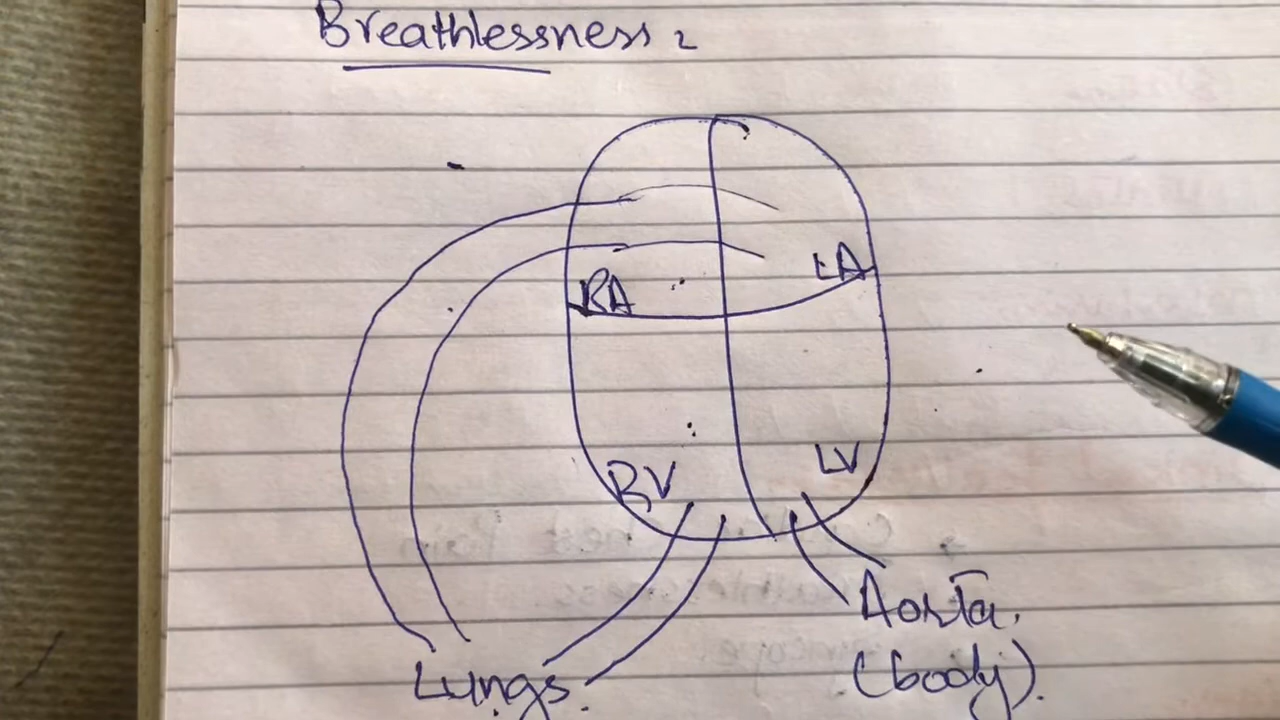 Breathlessness
RA LA
RV LV
Aorta.
Lungs. (body).